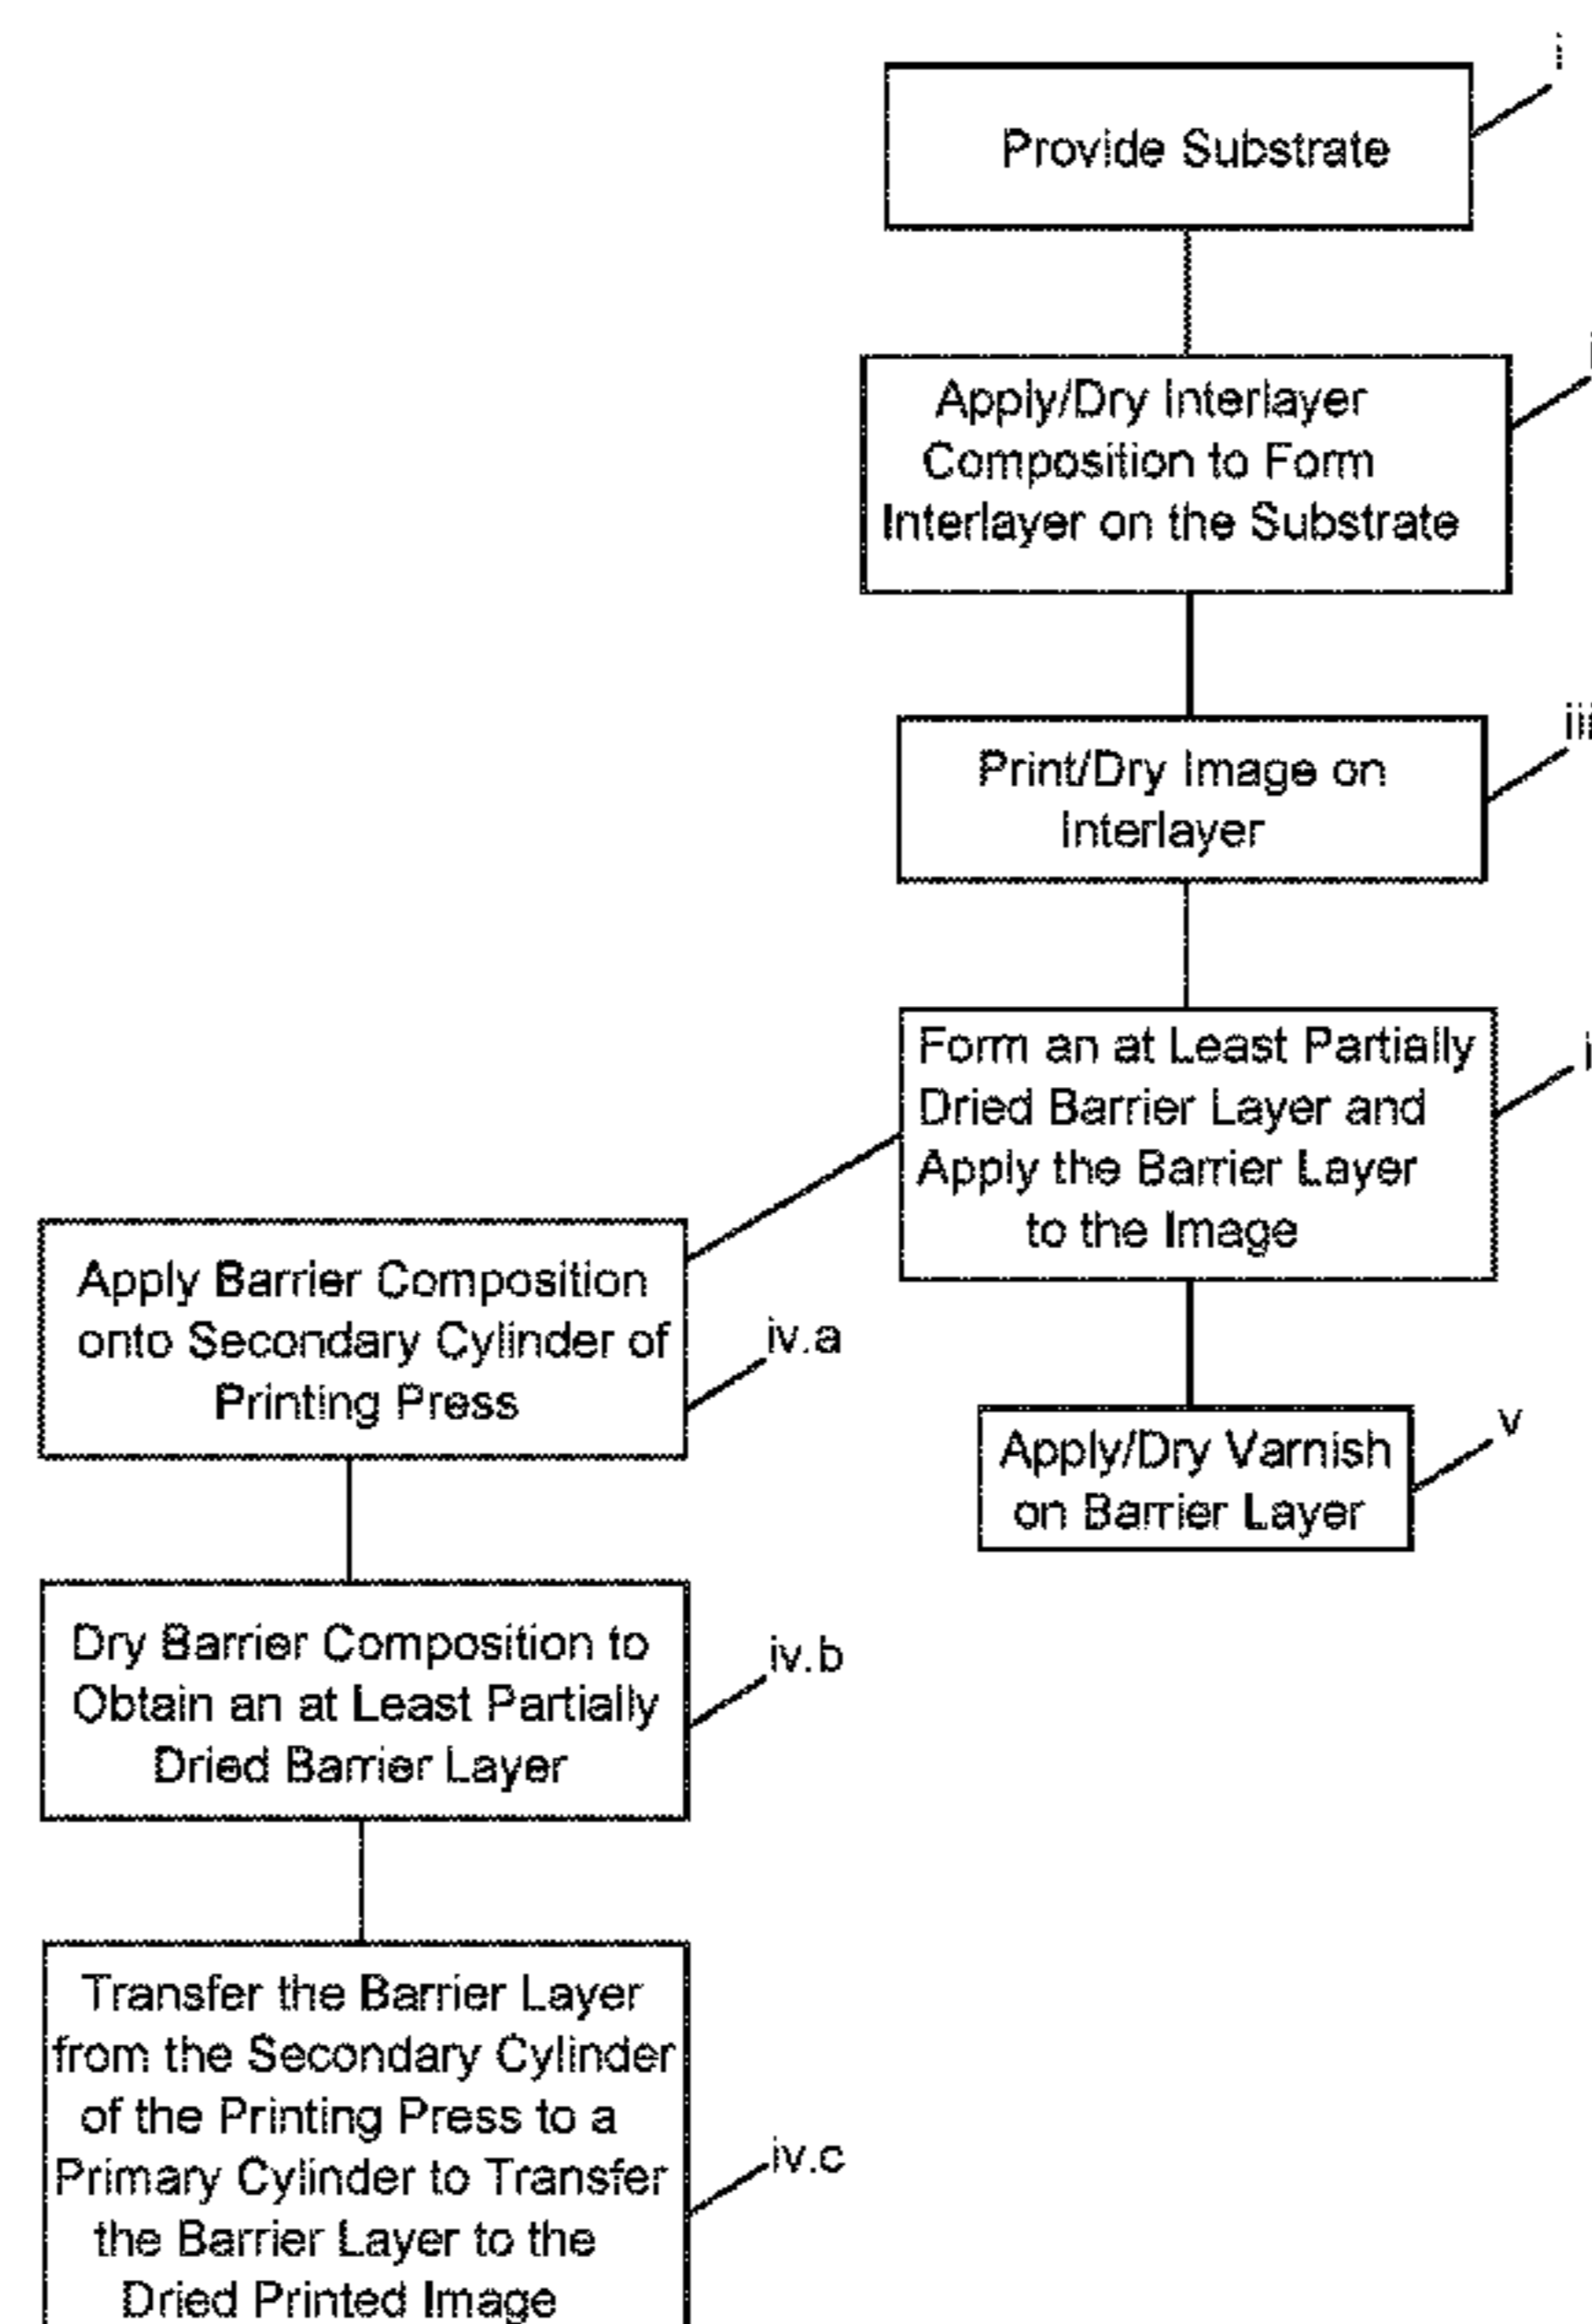 i
Provide Substrate
Apply/Dry Interlayer
Composition to Form
Interlayer on the Substrate
iii
Print/Dry Image on
Interlayer
Form an at Least Partially
Dried Barrier Layer and
Apply the Barrier Layer
to the Image
Apply Barrier Composition
onto Secondary Cylinder of
Printing Press
iv.a
v
Apply/Dry Varnish
on Barrier Layer
Dry Barrier Composition to
Obtain an at Least Partially
Dried Barrier Layer
iv.b
Transfer the Barrier Layer
from the Secondary Cylinder
of the Printing Press to a
Primary Cylinder to Transfer
the Barrier Layer to the
Dried Printed Image
iv.c